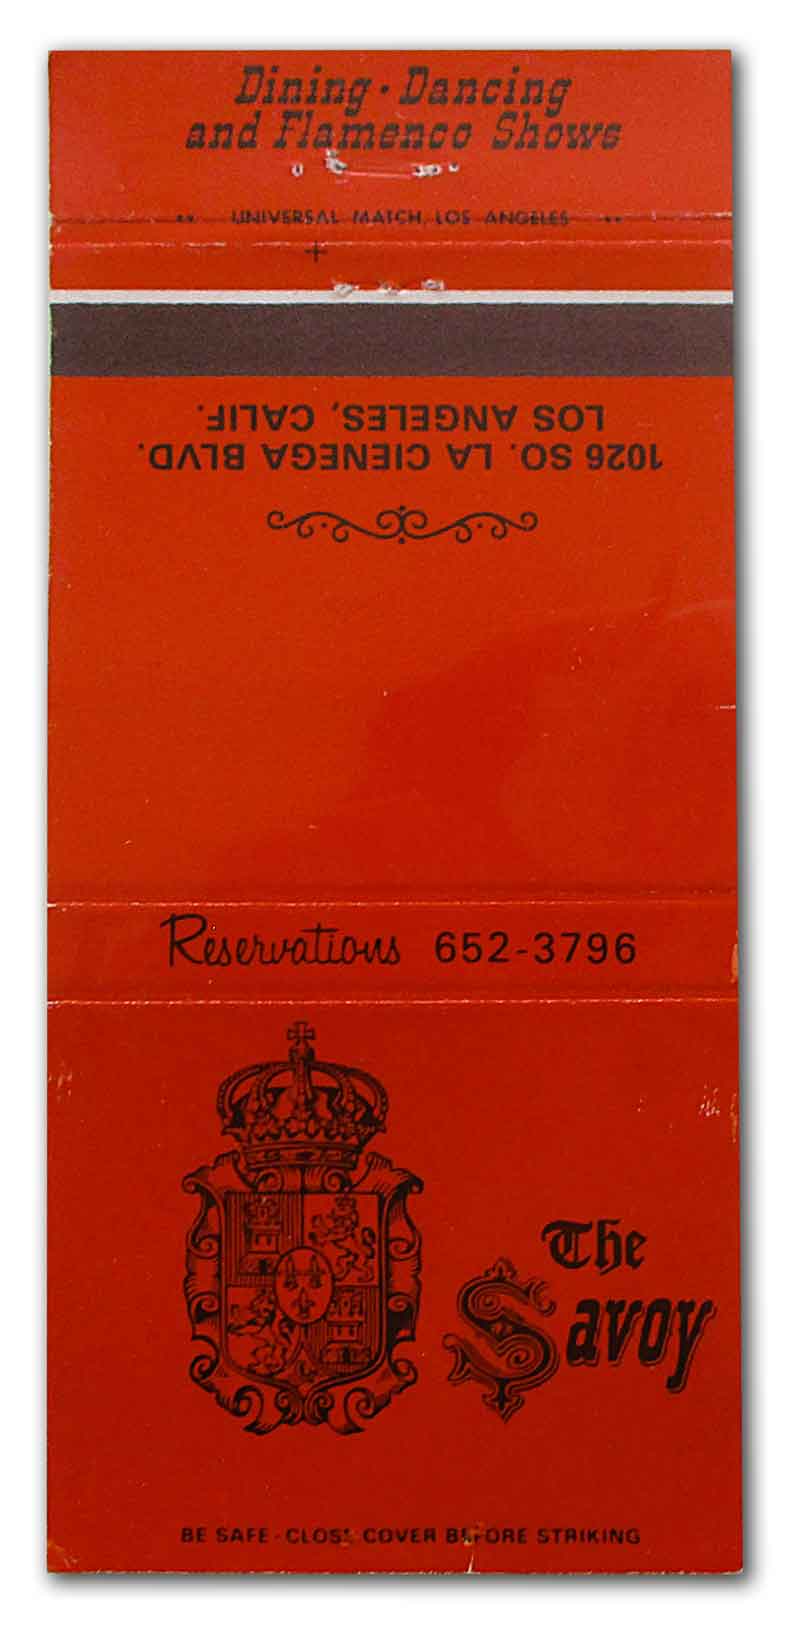 Dining · Dancing
and Flamenco Shows
UNIVERSAL MATCH, LOS ANGELES
1026 SO. LA CIENEGA BLVD.
LOS ANGELES, CALIF.
Reservations 652-3796
The
Savoy
BE SAFE - CLOSE COVER BEFORE STRIKING